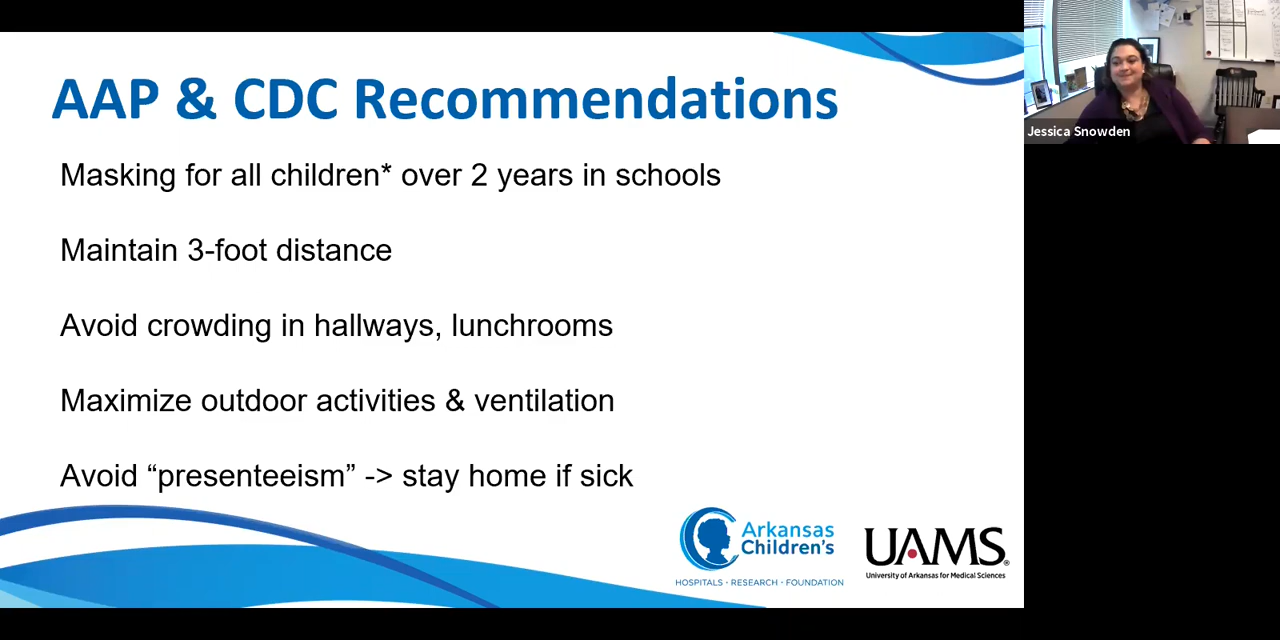 AAP & CDC Recommendations
Jessica Snowden
Masking for all children* over 2 years in schools
Maintain 3-foot distance
Avoid crowding in hallways, lunchrooms
Maximize outdoor activities & ventilation
Avoid “presenteeism” -> stay home if sick
Arkansas
Children's
HOSPITALS · RESEARCH · FOUNDATION
UAMS®
University of Arkansas for Medical Sciences